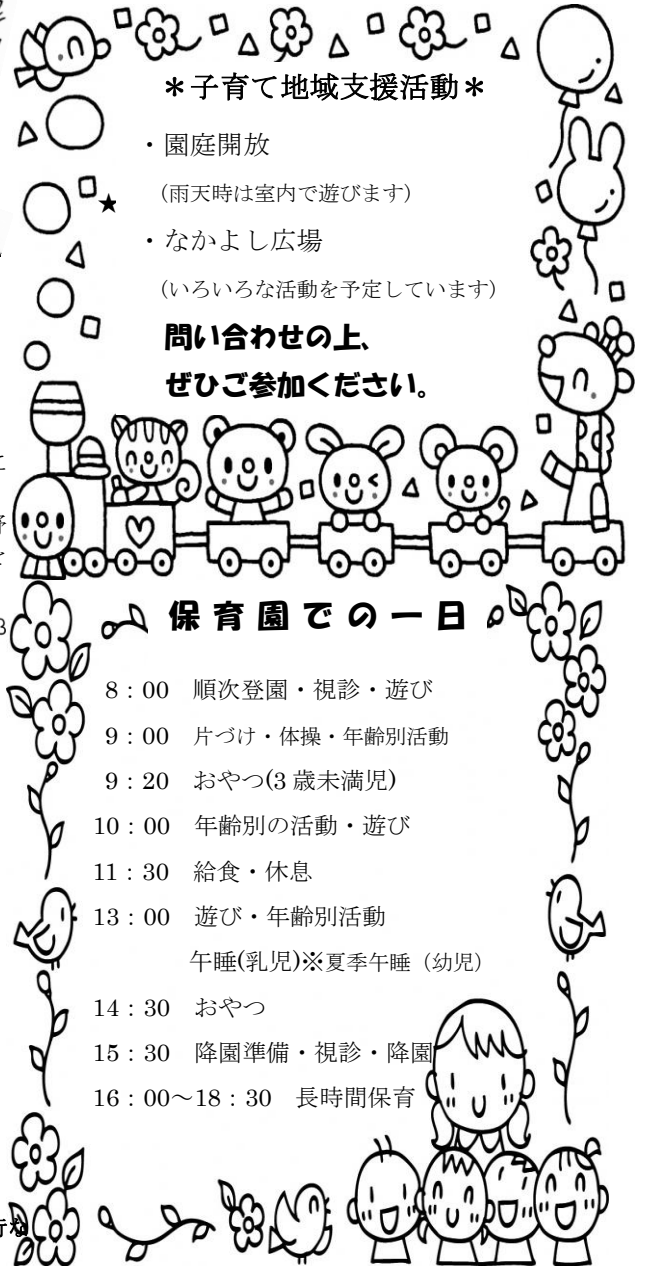 ＊子育て地域支援活動＊
・園庭開放
（雨天時は室内で遊びます）
・なかよし広場
（いろいろな活動を予定しています）
問い合わせの上、
ぜひご参加ください。
保育園での一日
8：00　順次登園・視診・遊び
9：00　片づけ・体操・年齢別活動
9：20　おやつ(3歳未満児)
10：00　年齢別の活動・遊び
11：30　給食・休息
13：00　遊び・年齢別活動
午睡(乳児)※夏季午睡（幼児）
14：30　おやつ
15：30　降園準備・視診・降園
16：00～18：30　長時間保育